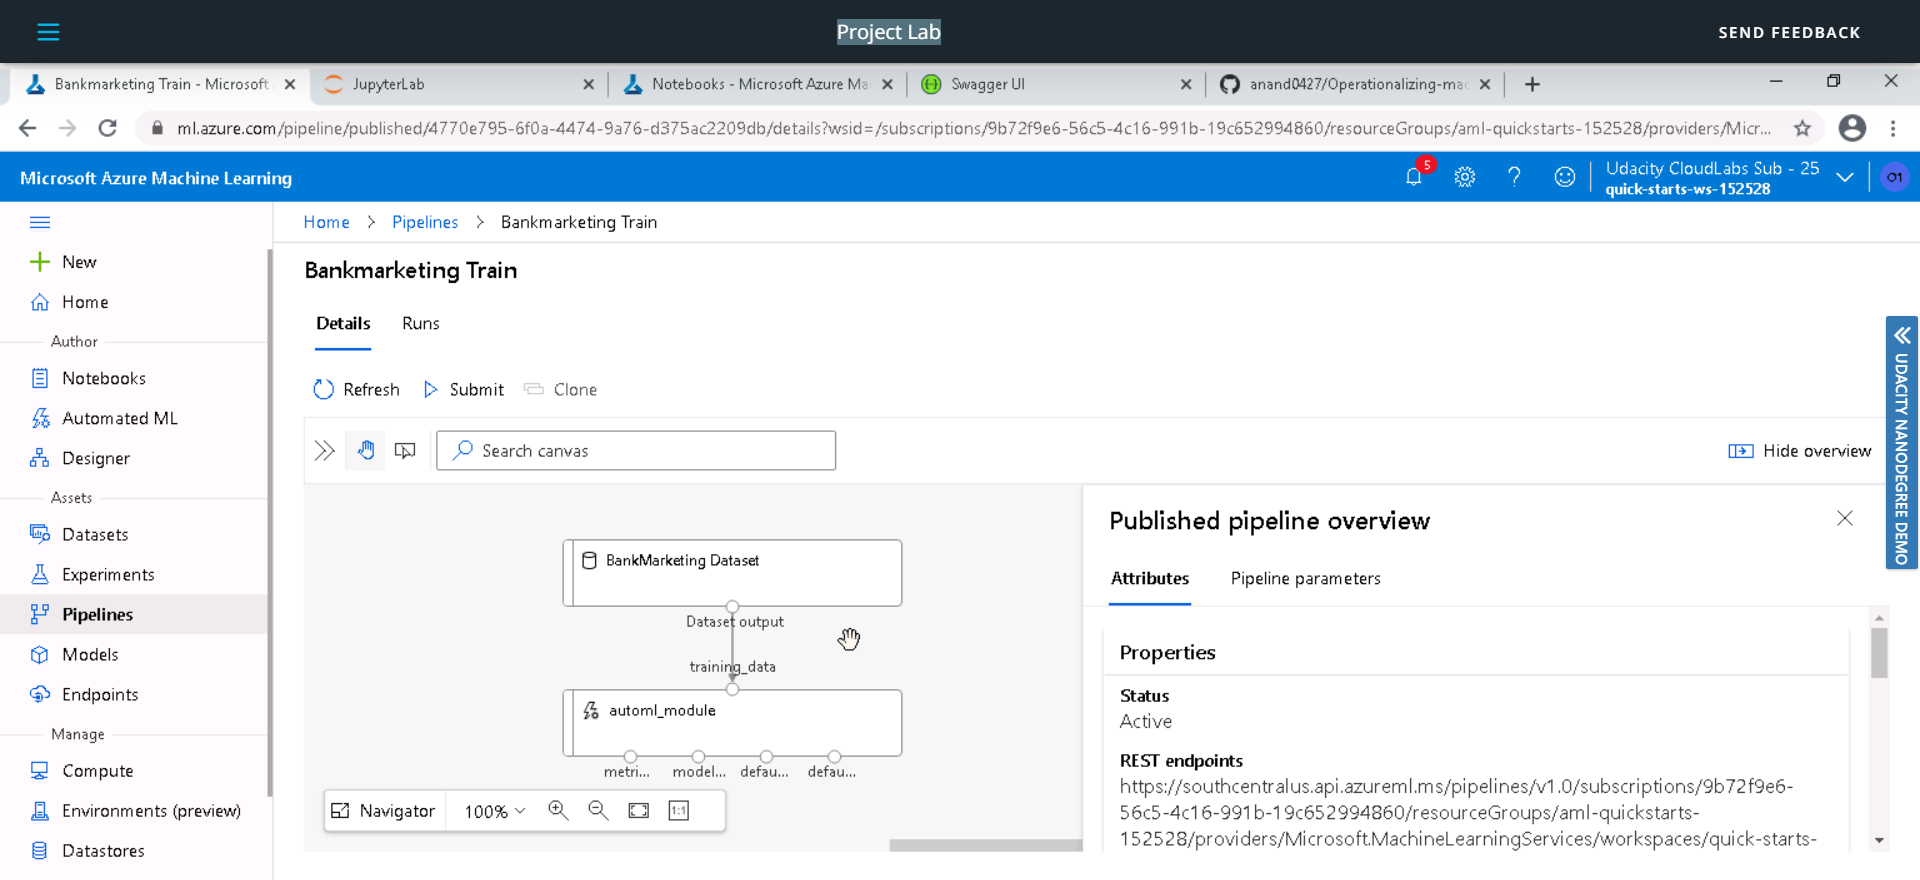 Project Lab
SEND FEEDBACK
Bankmarketing Train - Microsoft
JupyterLab
Notebooks - Microsoft Azure Ma
Swagger UI
anand0427/Operationalizing-mac
ml.azure.com/pipeline/published/4770e795-6f0a-4474-9a76-d375ac2209db/details?wsid=/subscriptions/9b72f9e6-56c5-4c16-991b-19c652994860/resourceGroups/aml-quickstarts-152528/providers/Micr...
Microsoft Azure Machine Learning
5
Udacity CloudLabs Sub - 25
quick-starts-ws-152528
O1
Home > Pipelines > Bankmarketing Train
New
Home
Author
Notebooks
Automated ML
Designer
Assets
Datasets
Experiments
Pipelines
Models
Endpoints
Manage
Compute
Environments (preview)
Datastores
Bankmarketing Train
Details Runs
Refresh Submit Clone
Search canvas
Hide overview
BankMarketing Dataset
Dataset output
training_data
automl_module
metri... model... defau... defau...
Navigator 100% 1:1
Published pipeline overview
Attributes Pipeline parameters
Properties
Status
Active
REST endpoints
https://southcentralus.api.azureml.ms/pipelines/v1.0/subscriptions/9b72f9e6-
56c5-4c16-991b-19c652994860/resourceGroups/aml-quickstarts-
152528/providers/Microsoft.MachineLearningServices/workspaces/quick-starts-
UDACITY NANODEGREE DEMO